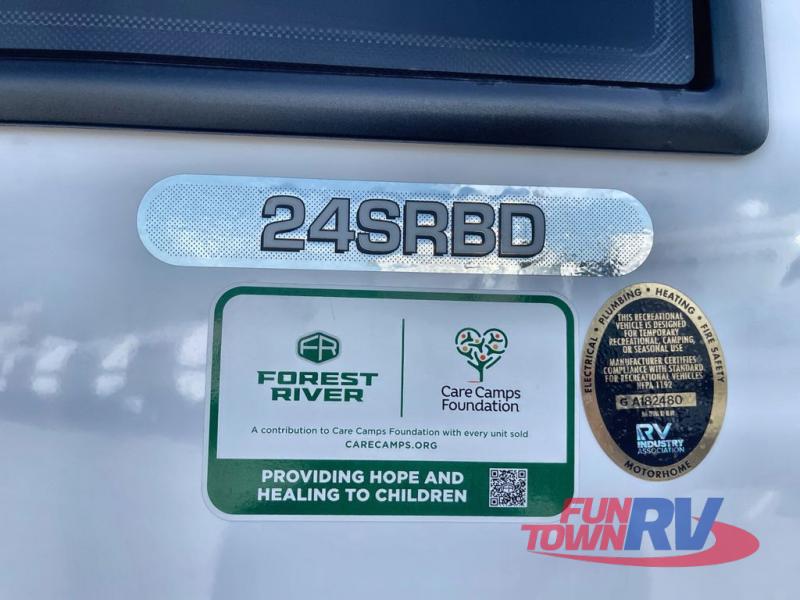 24SRBD
FR
FOREST
RIVER
Care Camps
Foundation
A contribution to Care Camps Foundation with every unit sold
CARECAMPS.ORG
PROVIDING HOPE AND
HEALING TO CHILDREN
ELECTRICAL • PLUMBING • HEATING • FIRE SAFETY
THIS RECREATIONAL
VEHICLE IS DESIGNED
FOR TEMPORARY
RECREATIONAL, CAMPING,
OR SEASONAL USE
MANUFACTURER CERTIFIES
COMPLIANCE WITH STANDARD
FOR RECREATIONAL VEHICLES
NFPA 1192
G A182480
RV
INDUSTRY
ASSOCIATION
MOTORHOME
FUN
TOWN RV